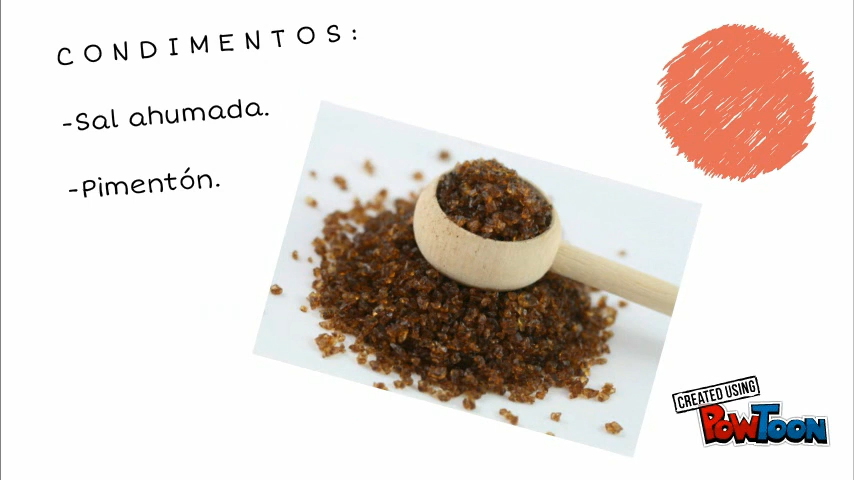 CONDIMENTOS:
-Sal ahumada.
-Pimentón.
CREATED USING
POWTOON